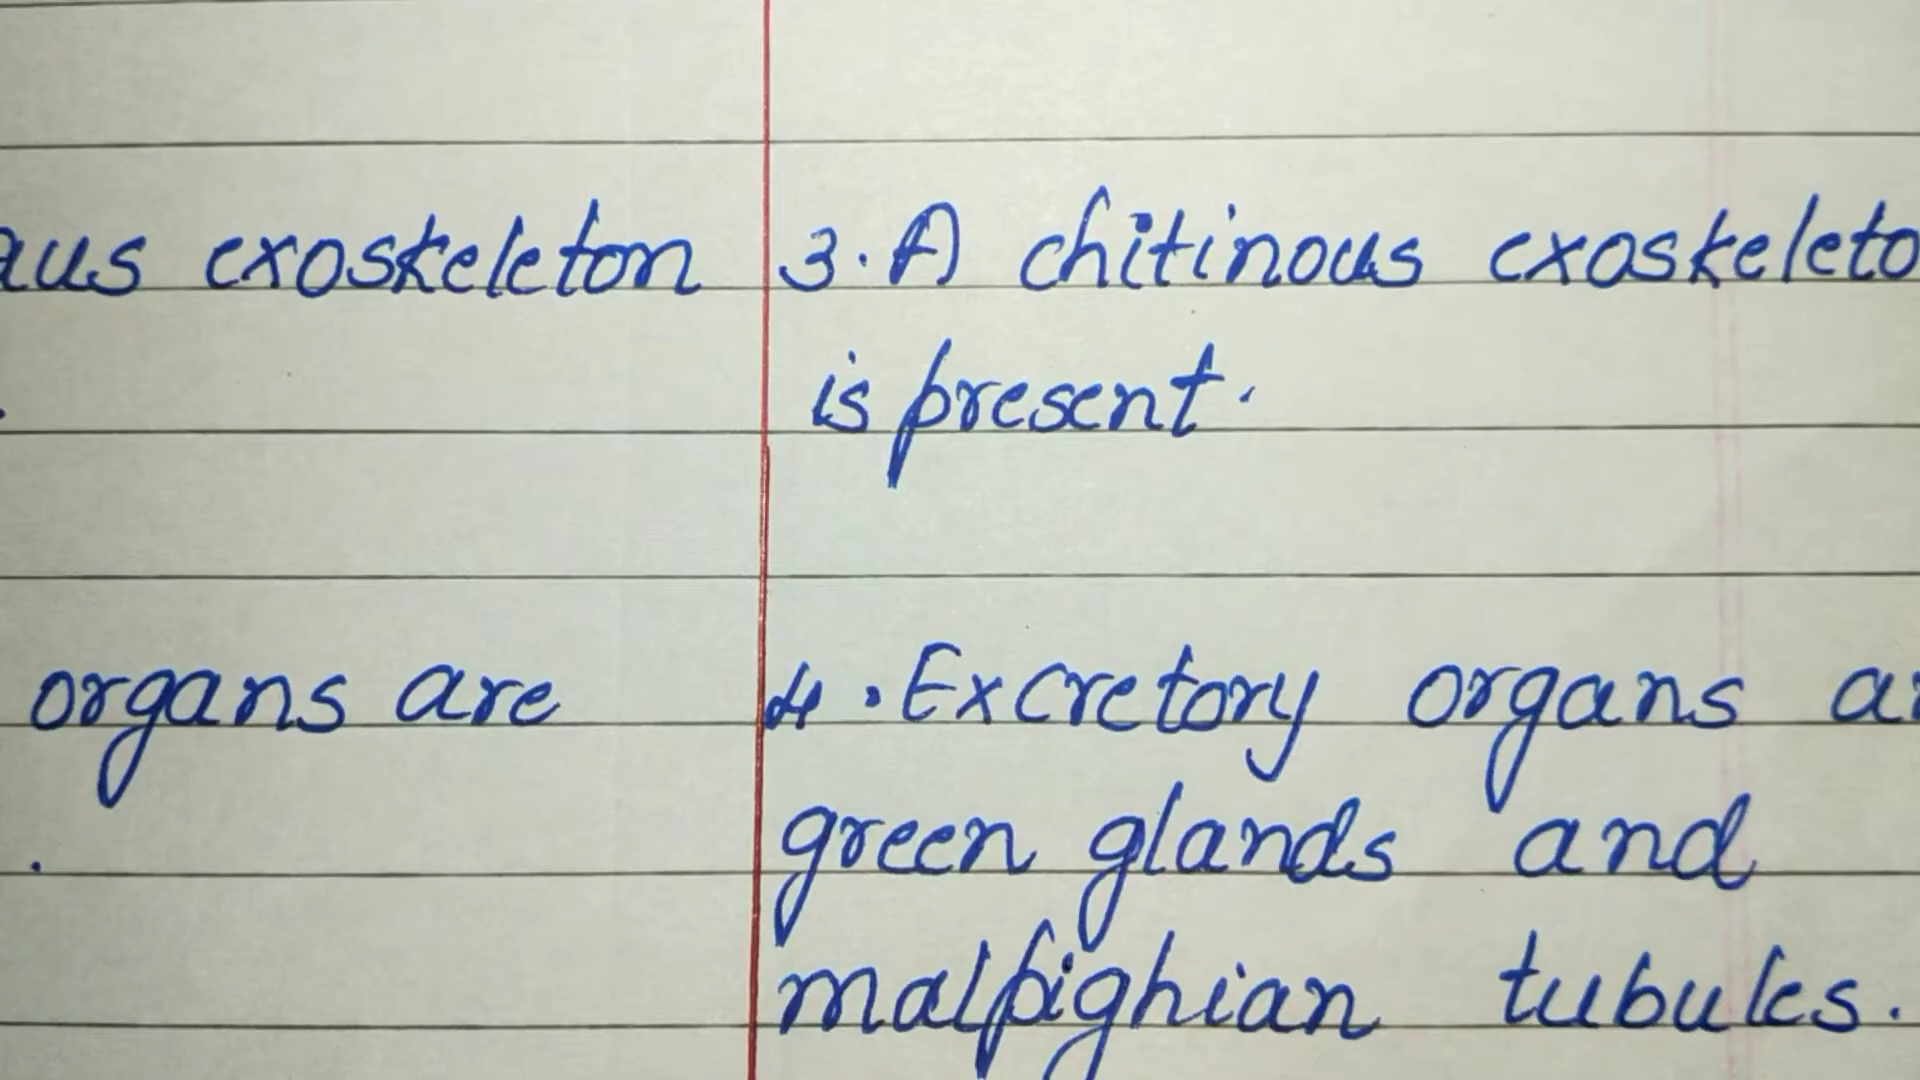 exoskeleton
organs are
3. A chitinous exoskeleto
is present.
4. Excretory organs
green glands and
malpighian tubules.